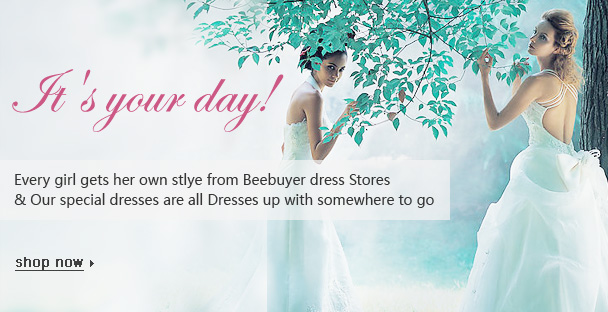 It's your day!
Every girl gets her own stlye from Beebuyer dress Stores
& Our special dresses are all Dresses up with somewhere to go
shop now